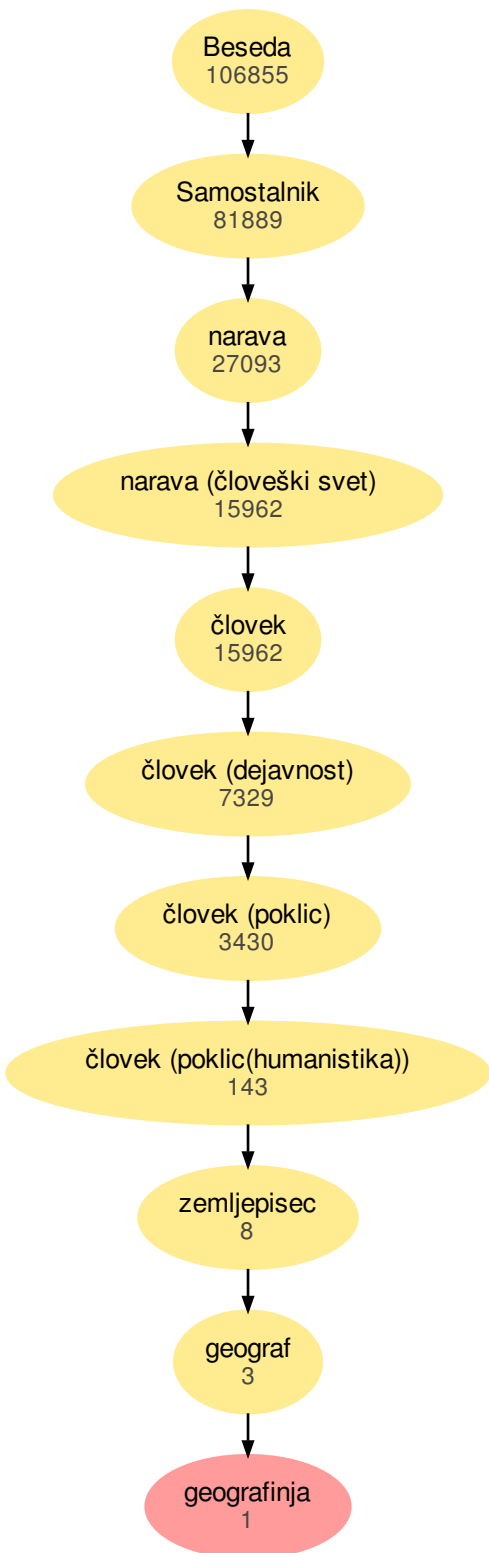 Beseda
106855
Samostalnik
81889
narava
27093
narava (človeški svet)
15962
človek
15962
človek (dejavnost)
7329
človek (poklic)
3430
človek (poklic(humanistika))
143
zemljepisec
8
geograf
3
geografinja
1